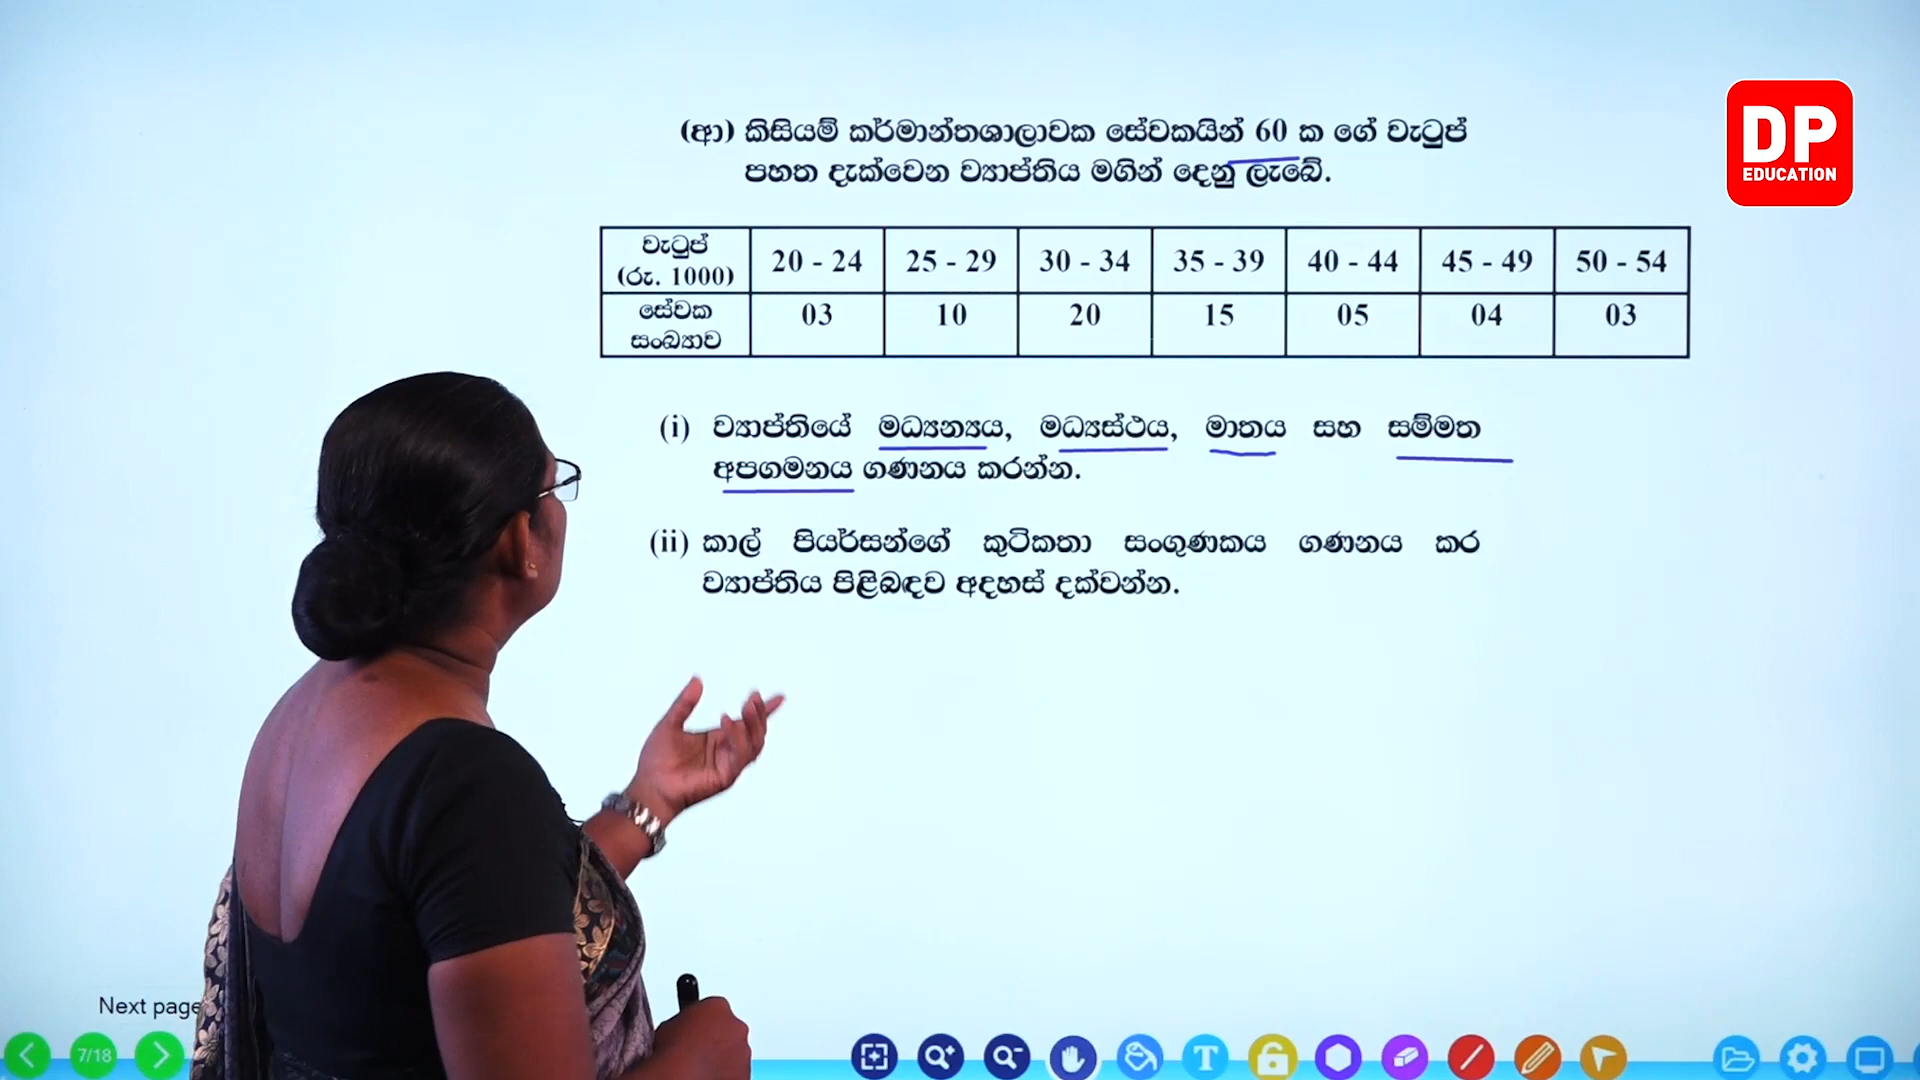 DP
EDUCATION
(ආ) කිසියම් කර්මාන්තශාලාවක සේවකයින් 60 ක ගේ වැටුප්
පහත දැක්වෙන ව්‍යාප්තිය මගින් දෙනු ලැබේ.
වැටුප් (රු. 1000) 20 - 24 25 - 29 30 - 34 35 - 39 40 - 44 45 - 49 50 - 54
සේවක සංඛ්‍යාව 03 10 20 15 05 04 03
(i) ව්‍යාප්තියේ මධ්‍යන්‍යය, මධ්‍යස්ථය, මාතය සහ සම්මත
අපගමනය ගණනය කරන්න.
(ii) කාල් පියර්සන්ගේ කුටිකතා සංගුණකය ගණනය කර
ව්‍යාප්තිය පිළිබඳව අදහස් දක්වන්න.
Next page
7/18
T